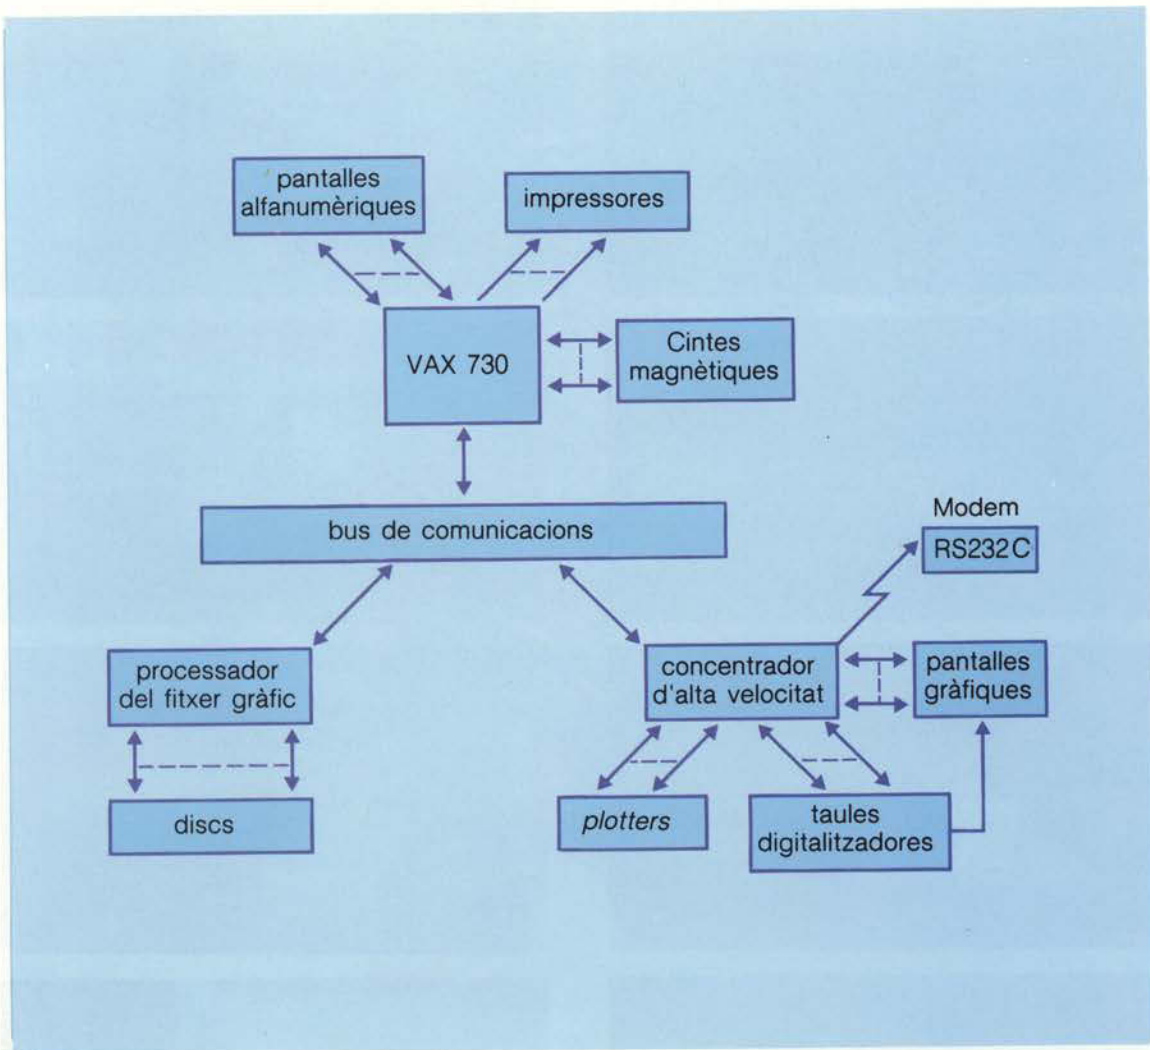 pantalles
alfanumèriques
impressores
VAX 730
Cintes
magnètiques
bus de comunicacions
Modem
RS232C
processador
del fitxer gràfic
concentrador
d'alta velocitat
pantalles
gràfiques
discs
plotters
taules
digitalitzadores